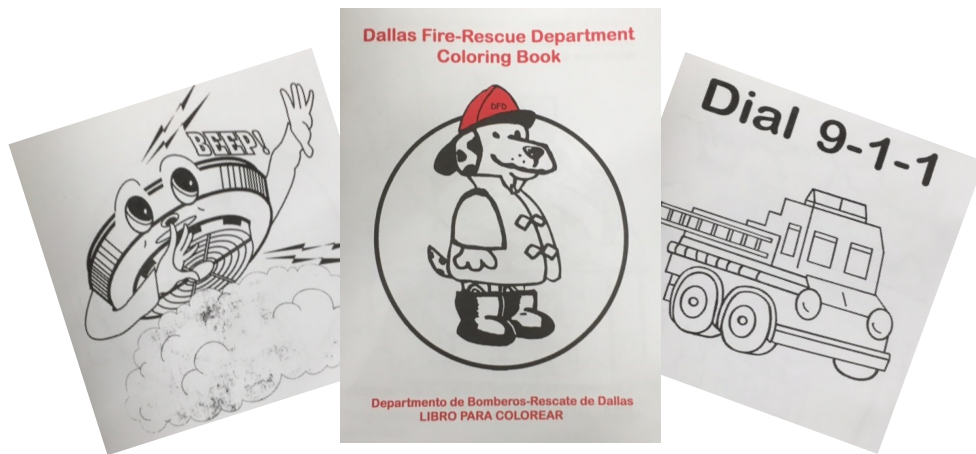 BEEP!
Dallas Fire-Rescue Department
Coloring Book
DFD
Departmento de Bomberos-Rescate de Dallas
LIBRO PARA COLOREAR
Dial 9-1-1